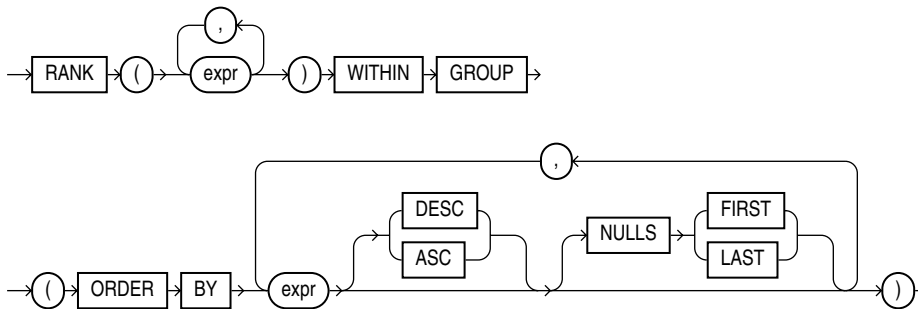 ,
RANK ( expr ) WITHIN GROUP
,
DESC FIRST
NULLS
ASC LAST
( ORDER BY expr )